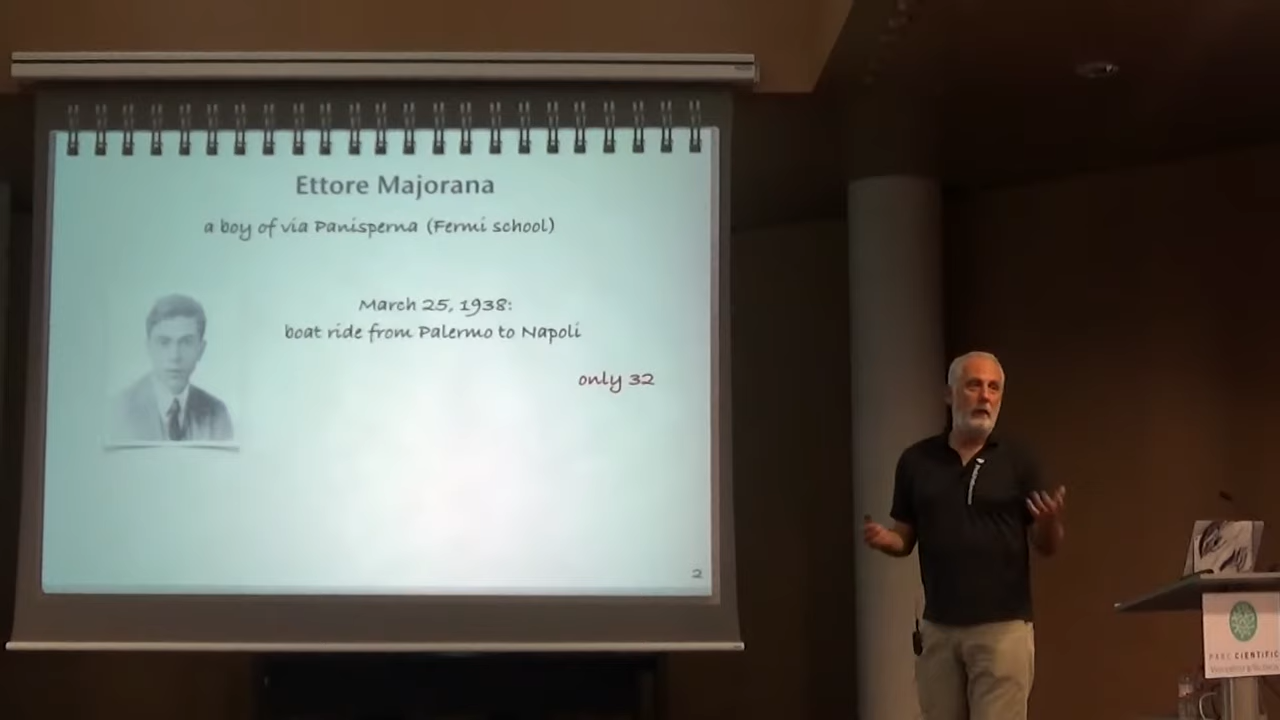 Ettore Majorana
a boy of via Panisperna (Fermi school)
March 25, 1938:
boat ride from Palermo to Napoli
only 32
2
PARC CIENTÍFIC